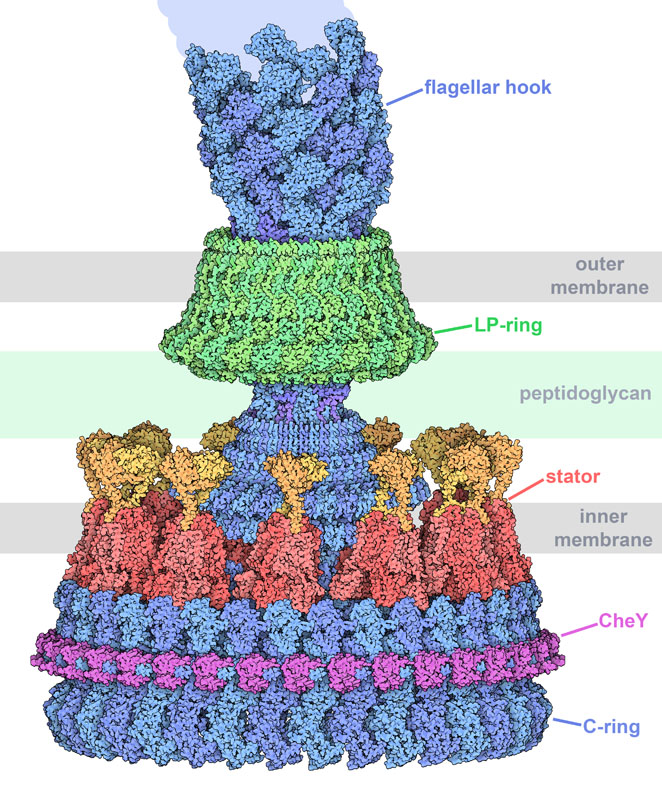 flagellar hook
outer
membrane
LP-ring
peptidoglycan
stator
inner
membrane
CheY
C-ring